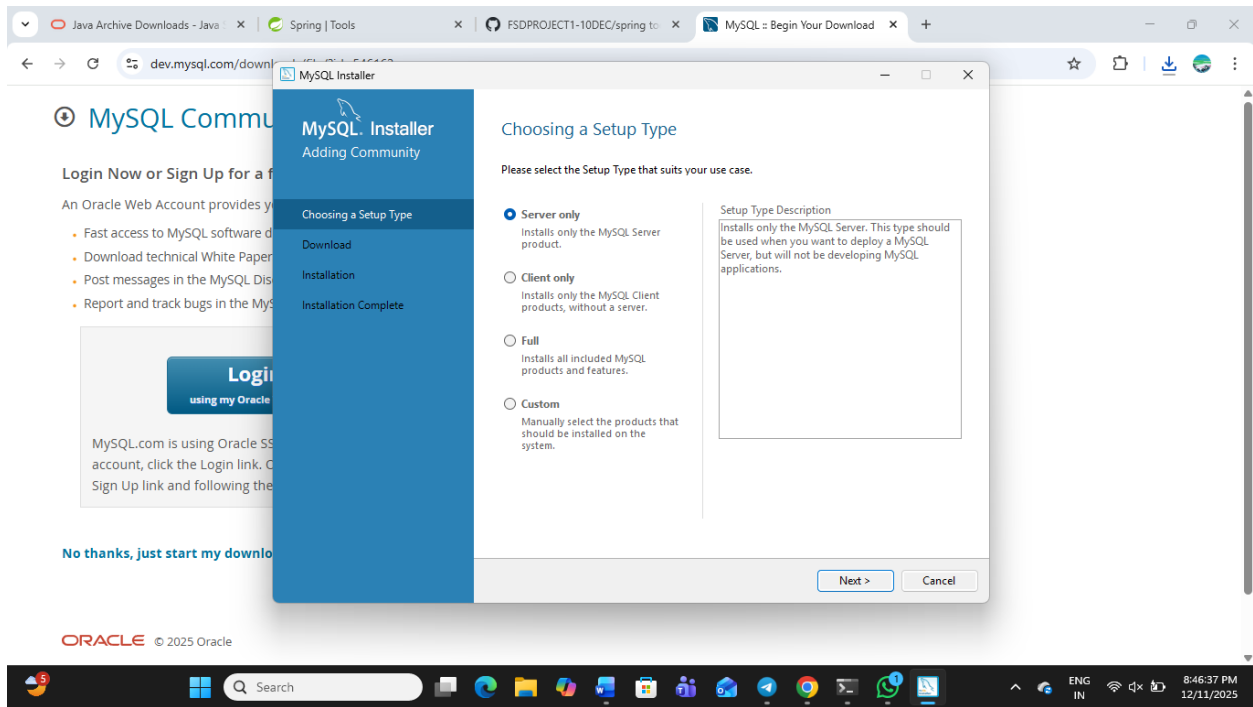 Java Archive Downloads - Java S
Spring | Tools
FSDPROJECT1-10DEC/spring to
MySQL :: Begin Your Download
MySQL Installer
MySQL Commu
Login Now or Sign Up for a f
An Oracle Web Account provides y
Fast access to MySQL software d
Download technical White Paper
Post messages in the MySQL Dis
Report and track bugs in the MyS
Logi
using my Oracle
MySQL.com is using Oracle SS
account, click the Login link. O
Sign Up link and following the
No thanks, just start my downlo
ORACLE © 2025 Oracle
MySQL. Installer
Adding Community
Choosing a Setup Type
Download
Installation
Installation Complete
Choosing a Setup Type
Please select the Setup Type that suits your use case.
Server only
Installs only the MySQL Server
product.
Client only
Installs only the MySQL Client
products, without a server.
Full
Installs all included MySQL
products and features.
Custom
Manually select the products that
should be installed on the
system.
Setup Type Description
Installs only the MySQL Server. This type should
be used when you want to deploy a MySQL
Server, but will not be developing MySQL
applications.
Next >
Cancel
5
Search
1
ENG
IN
8:46:37 PM
12/11/2025